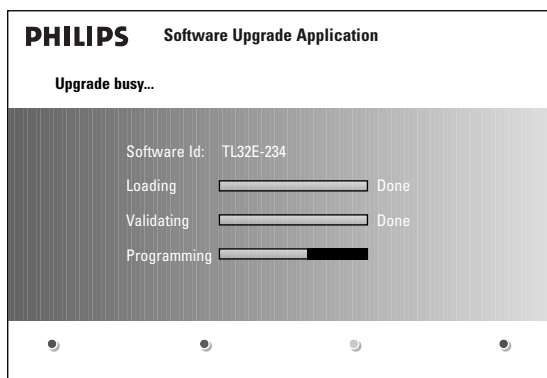 PHILIPS Software Upgrade Application
Upgrade busy...
Software Id: TL32E-234
Loading Done
Validating Done
Programming